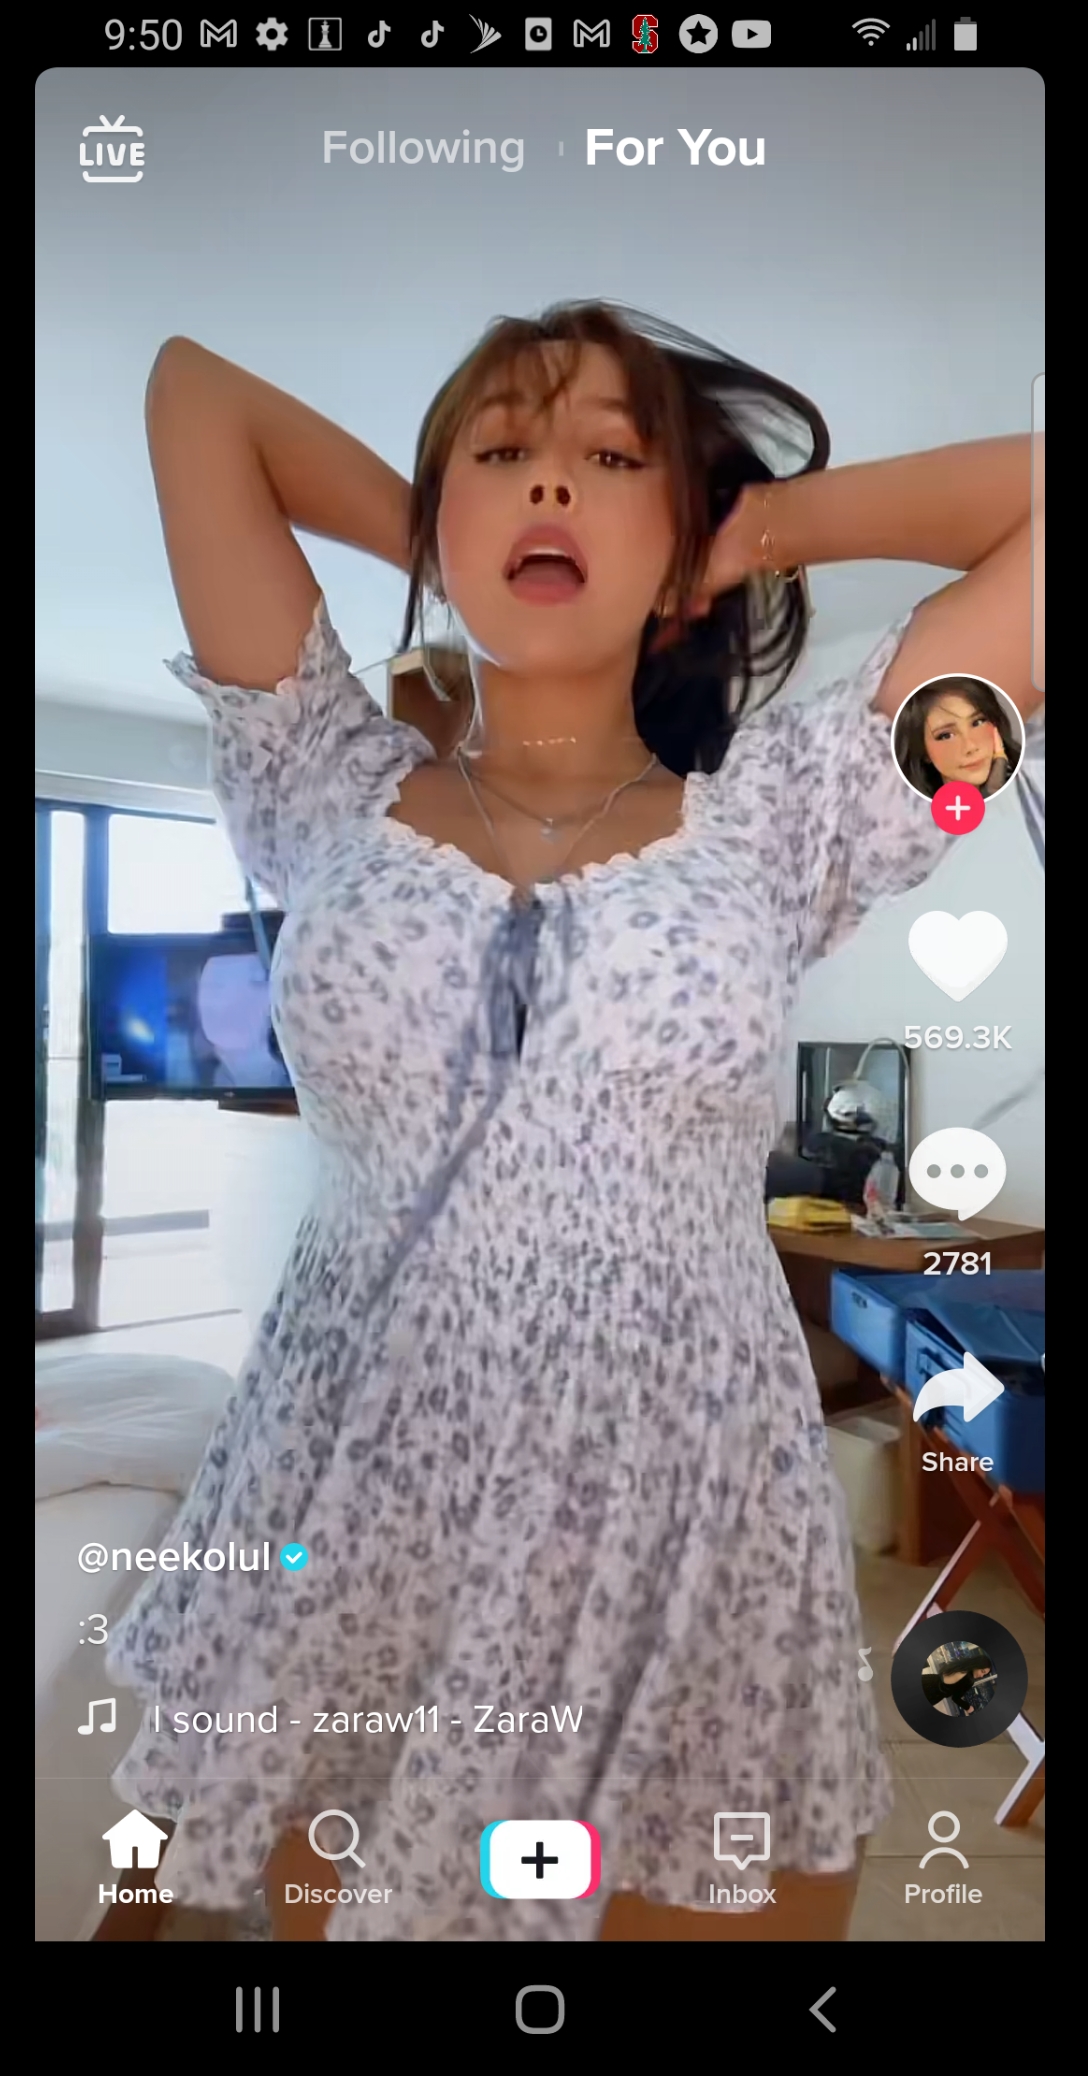 9:50
LIVE
Following
For You
569.3K
2781
Share
@neekolul
:3
l sound - zaraw11 - ZaraW
Home
Discover
Inbox
Profile